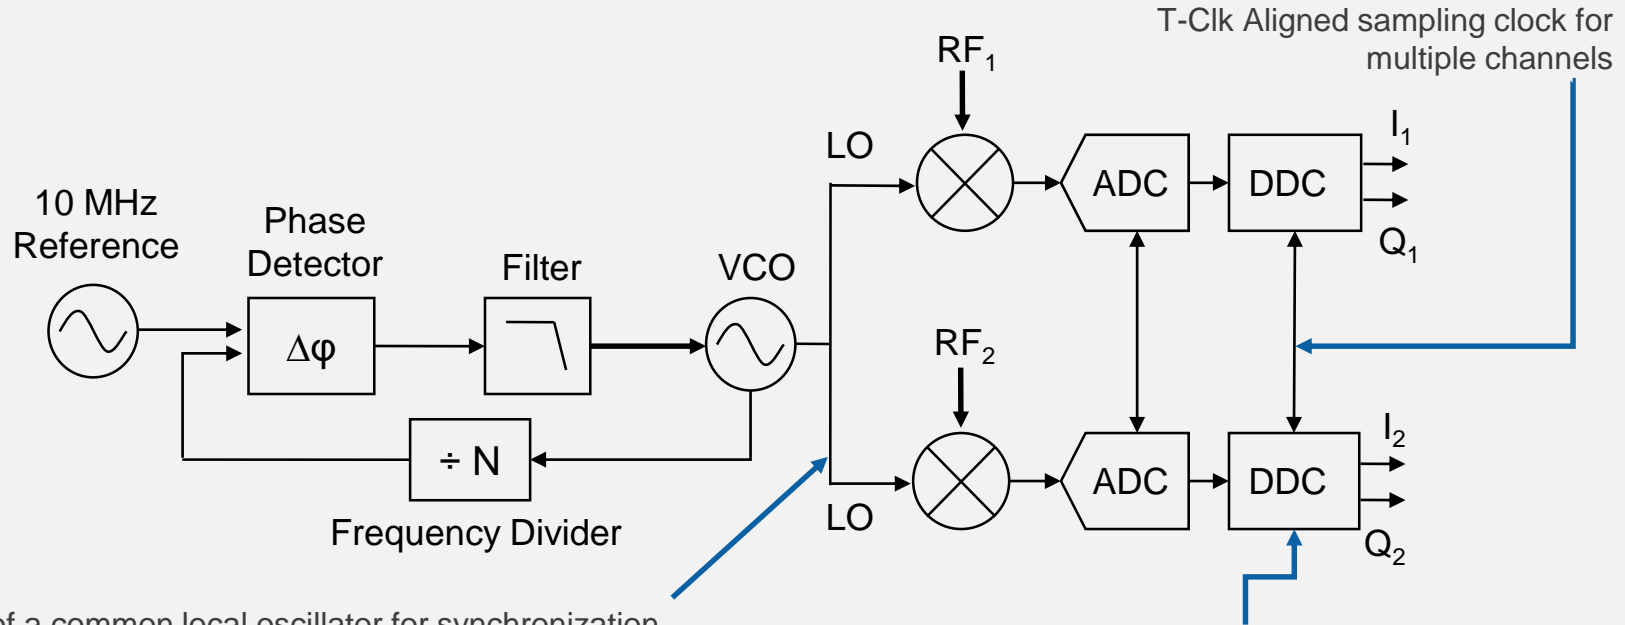 T-Clk Aligned sampling clock for
multiple channels
RF1
LO
ADC
DDC
I1
Q1
10 MHz
Reference
Phase
Detector
Filter
VCO
Δφ
÷ N
Frequency Divider
RF2
LO
ADC
DDC
I2
Q2
of a common local oscillator for synchronization